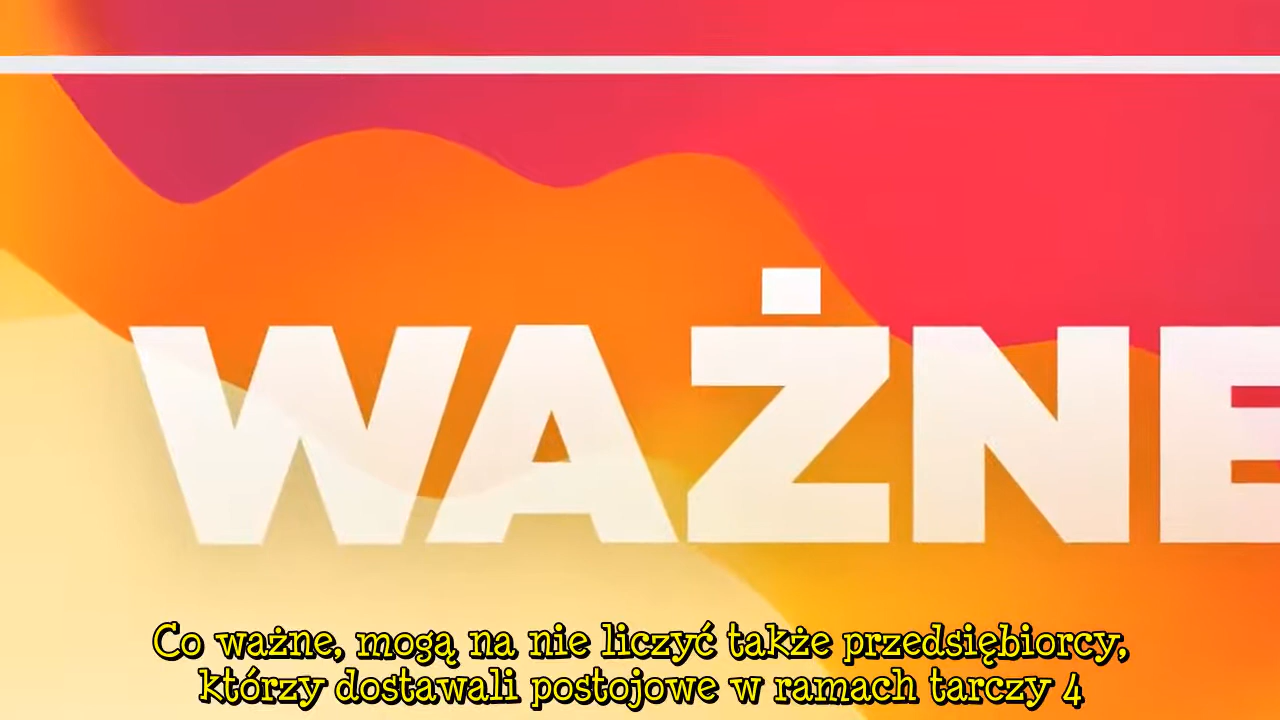 WAŻNE
Co ważne, mogą na nie liczyć także przedsiębiorcy,
którzy dostawali postojowe w ramach tarczy 4